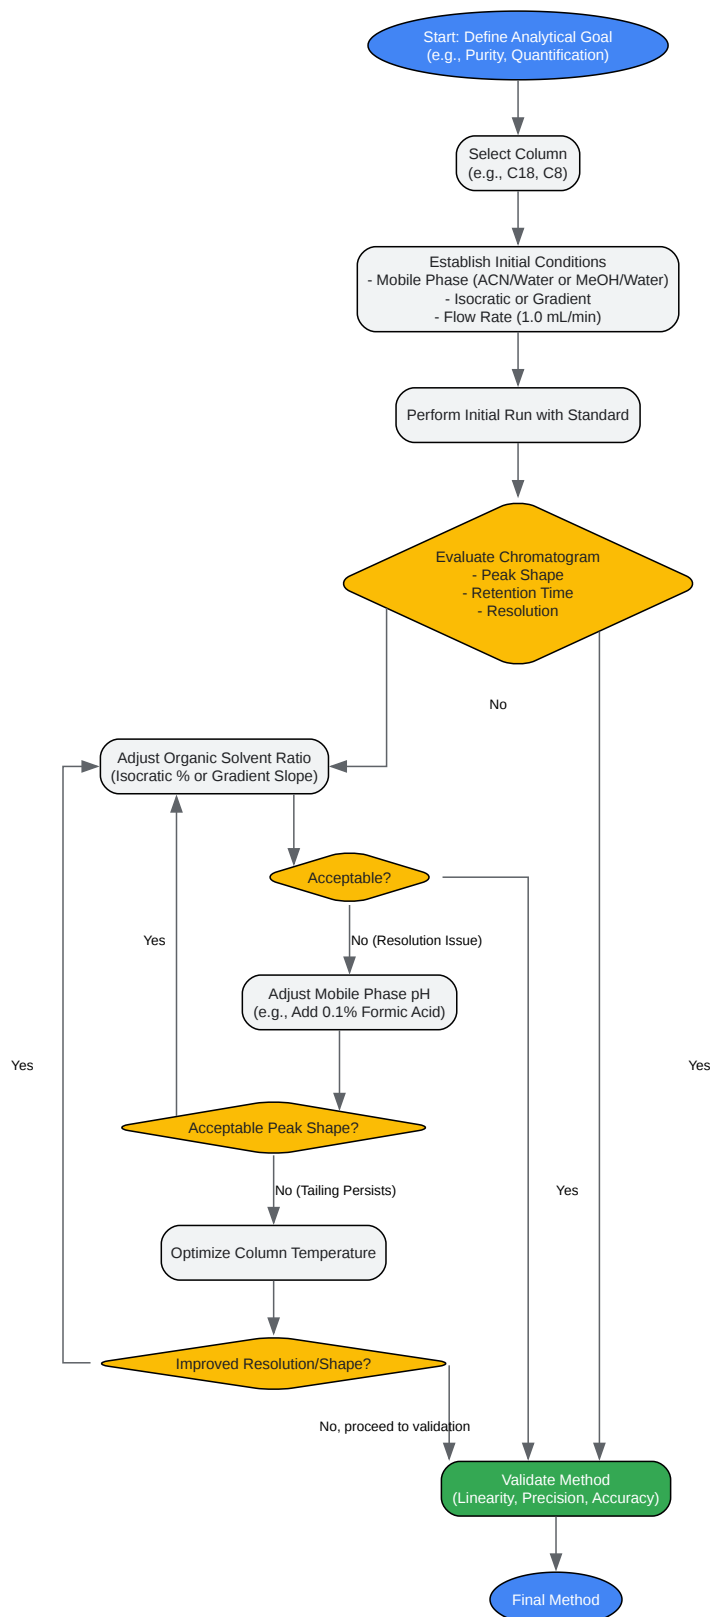 Start: Define Analytical Goal
(e.g., Purity, Quantification)
Select Column
(e.g., C18, C8)
Establish Initial Conditions
- Mobile Phase (ACN/Water or MeOH/Water)
- Isocratic or Gradient
- Flow Rate (1.0 mL/min)
Perform Initial Run with Standard
Evaluate Chromatogram
- Peak Shape
- Retention Time
- Resolution
No
Adjust Organic Solvent Ratio
(Isocratic % or Gradient Slope)
Acceptable?
Yes
No (Resolution Issue)
Adjust Mobile Phase pH
(e.g., Add 0.1% Formic Acid)
Yes
Yes
Acceptable Peak Shape?
No (Tailing Persists)
Yes
Optimize Column Temperature
Improved Resolution/Shape?
No, proceed to validation
Validate Method
(Linearity, Precision, Accuracy)
Final Method